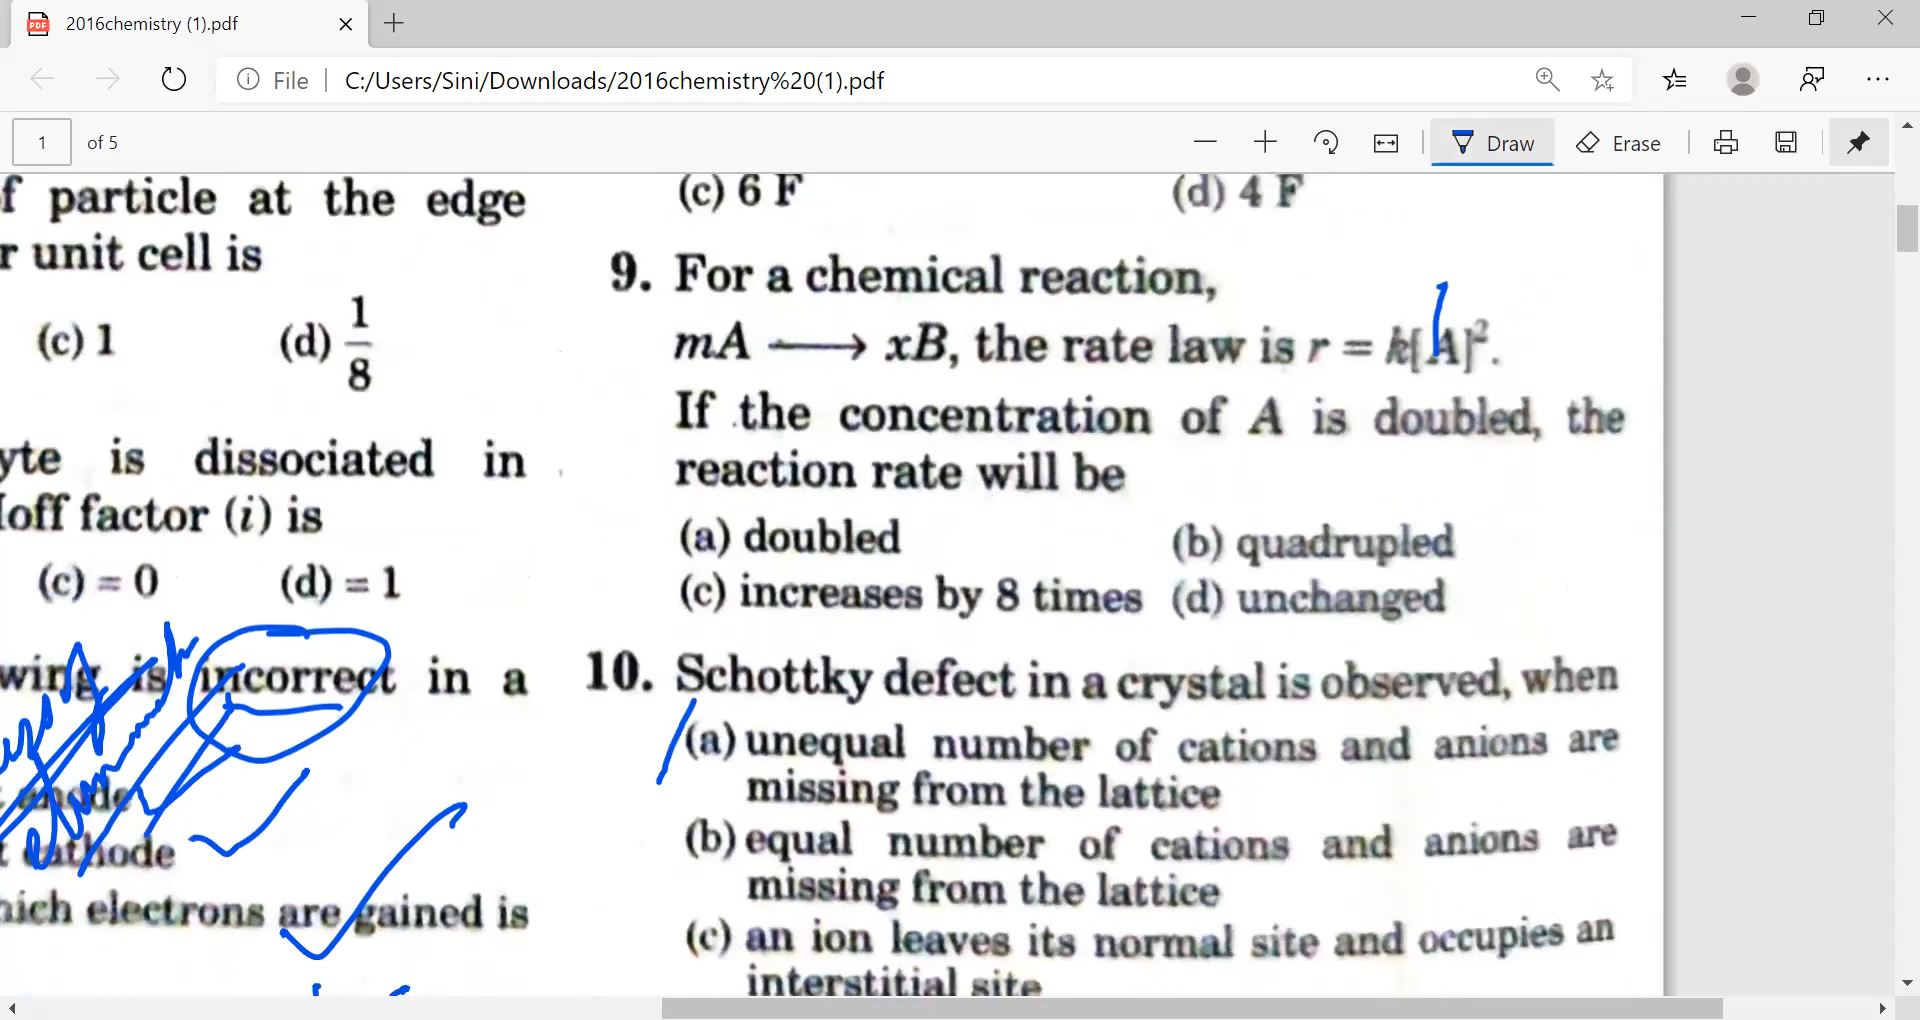 2016chemistry (1).pdf
File C:/Users/Sini/Downloads/2016chemistry%20(1).pdf
1 of 5
Draw
Erase
f particle at the edge
r unit cell is
(c) 1 (d) 1/8
yte is dissociated in
off factor (i) is
(c) = 0 (d) = 1
wing is incorrect in a
anode
t cathode
hich electrons are gained is
(c) 6 F (d) 4 F
9. For a chemical reaction,
mA ⟶ xB, the rate law is r = k[A]².
If the concentration of A is doubled, the
reaction rate will be
(a) doubled (b) quadrupled
(c) increases by 8 times (d) unchanged
10. Schottky defect in a crystal is observed, when
(a) unequal number of cations and anions are
missing from the lattice
(b) equal number of cations and anions are
missing from the lattice
(c) an ion leaves its normal site and occupies an
interstitial site